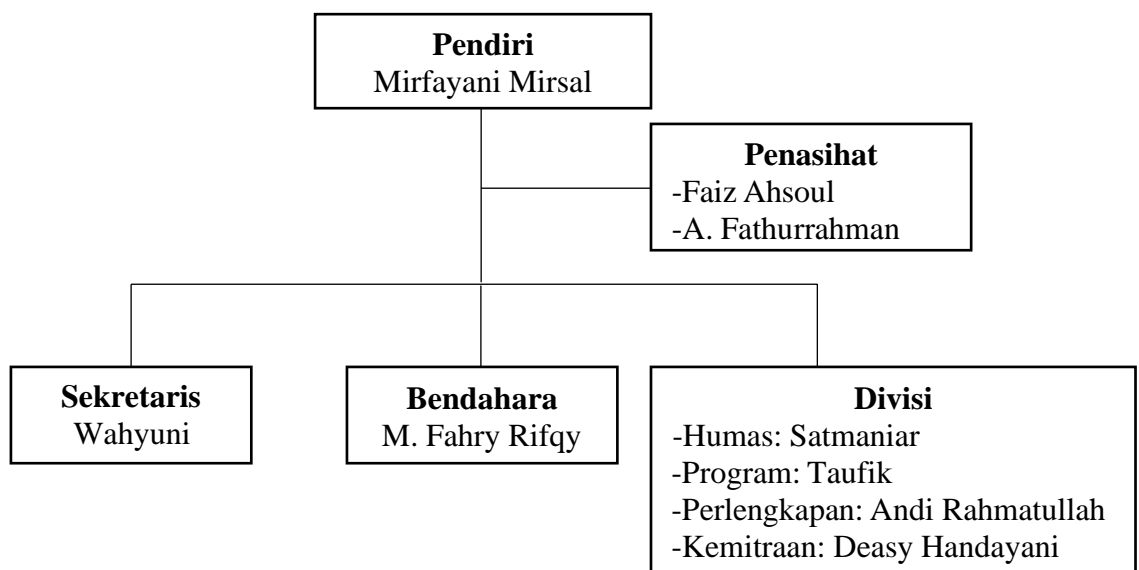 Pendiri
Mirfayani Mirsal
Penasihat
-Faiz Ahsoul
-A. Fathurrahman
Sekretaris
Wahyuni
Bendahara
M. Fahry Rifqy
Divisi
-Humas: Satmaniar
-Program: Taufik
-Perlengkapan: Andi Rahmatullah
-Kemitraan: Deasy Handayani